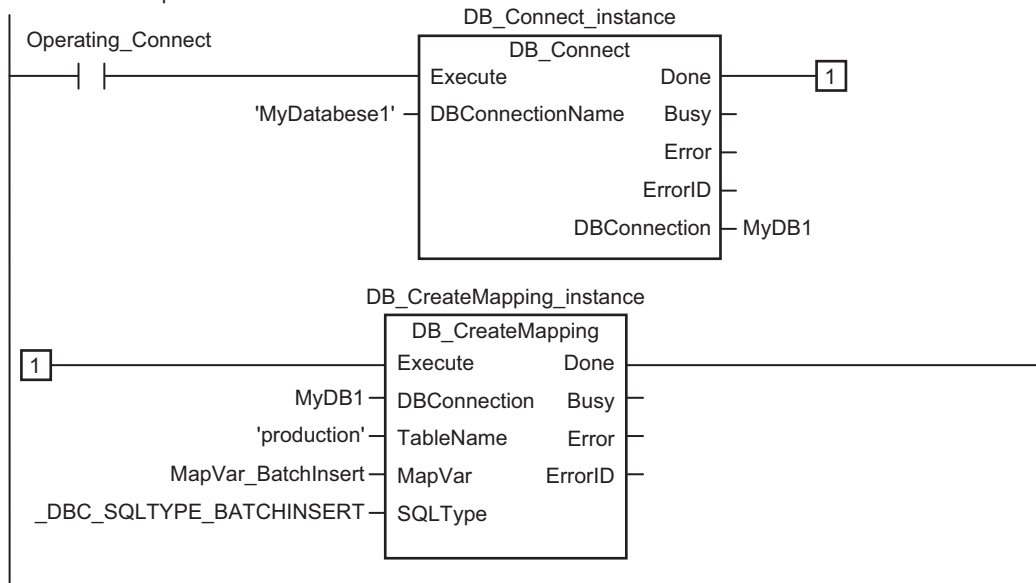 DB_Connect_instance
Operating_Connect
DB_Connect
Execute Done 1
'MyDatabese1' DBConnectionName Busy
Error
ErrorID
DBConnection MyDB1
DB_CreateMapping_instance
DB_CreateMapping
1 Execute Done
MyDB1 DBConnection Busy
'production' TableName Error
MapVar_BatchInsert MapVar ErrorID
_DBC_SQLTYPE_BATCHINSERT SQLType